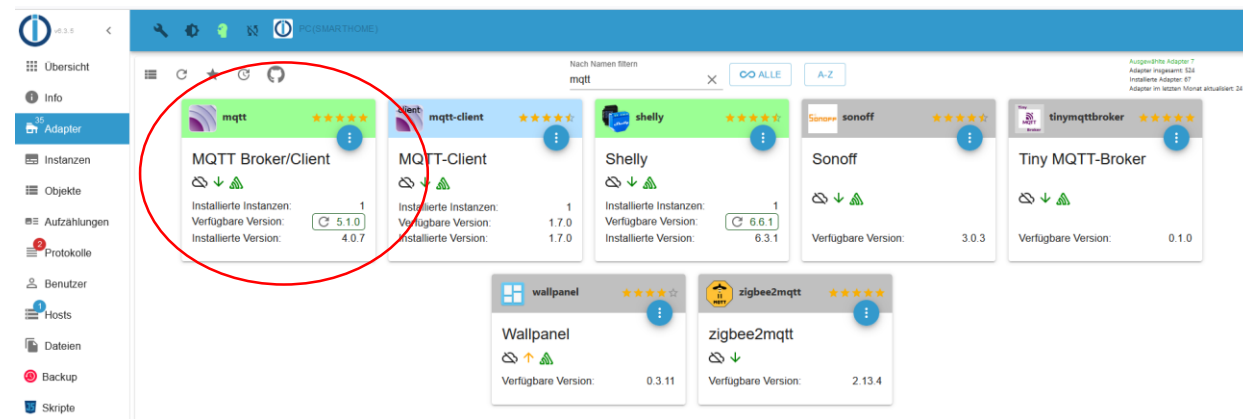 v6.3.5
PC(SMARTHOME)
Übersicht
Info
35
Adapter
Instanzen
Objekte
Aufzählungen
2
Protokolle
Benutzer
1
Hosts
Dateien
Backup
Skripte
Nach Namen filtern
mqtt
ALLE
A-Z
Ausgewählte Adapter 7
Adapter insgesamt: 524
Installierte Adapter: 67
Adapter im letzten Monat aktualisiert: 24
mqtt
MQTT Broker/Client
Installierte Instanzen: 1
Verfügbare Version: 5.1.0
Installierte Version: 4.0.7
client
mqtt-client
MQTT-Client
Installierte Instanzen: 1
Verfügbare Version: 1.7.0
Installierte Version: 1.7.0
shelly
Shelly
Installierte Instanzen: 1
Verfügbare Version: 6.6.1
Installierte Version: 6.3.1
Sonoff
sonoff
Sonoff
Verfügbare Version: 3.0.3
Tiny
MQTT
Broker
tinymqttbroker
Tiny MQTT-Broker
Verfügbare Version: 0.1.0
wallpanel
Wallpanel
Verfügbare Version: 0.3.11
MQTT
zigbee2mqtt
zigbee2mqtt
Verfügbare Version: 2.13.4